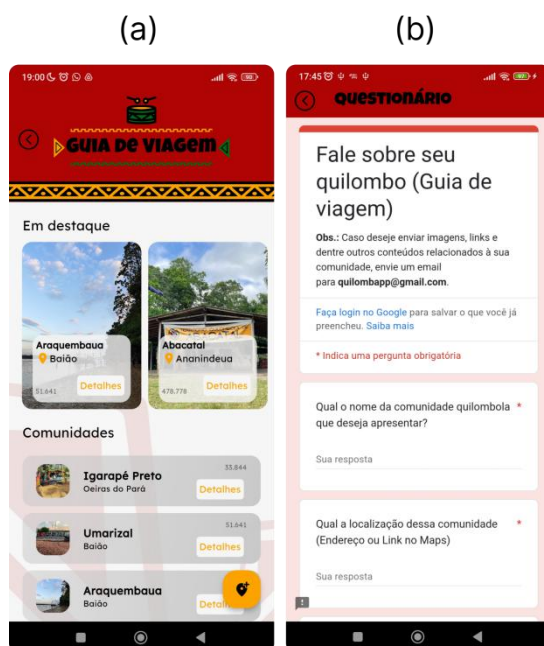 (a)
(b)
19:00
90
GUIA DE VIAGEM
Em destaque
Araquembaua
Baião
51.641
Detalhes
Abacatal
Ananindeua
478.778
Detalhes
Comunidades
Igarapé Preto
Oeiras do Pará
33.844
Detalhes
Umarizal
Baião
51.641
Detalhes
Araquembaua
Baião
17:45
QUESTIONÁRIO
Fale sobre seu
quilombo (Guia de
viagem)
Obs.: Caso deseje enviar imagens, links e
dentre outros conteúdos relacionados à sua
comunidade, envie um email
para quilombapp@gmail.com.
Faça login no Google para salvar o que você já
preencheu. Saiba mais
* Indica uma pergunta obrigatória
Qual o nome da comunidade quilombola *
que deseja apresentar?
Sua resposta
Qual a localização dessa comunidade *
(Endereço ou Link no Maps)
Sua resposta